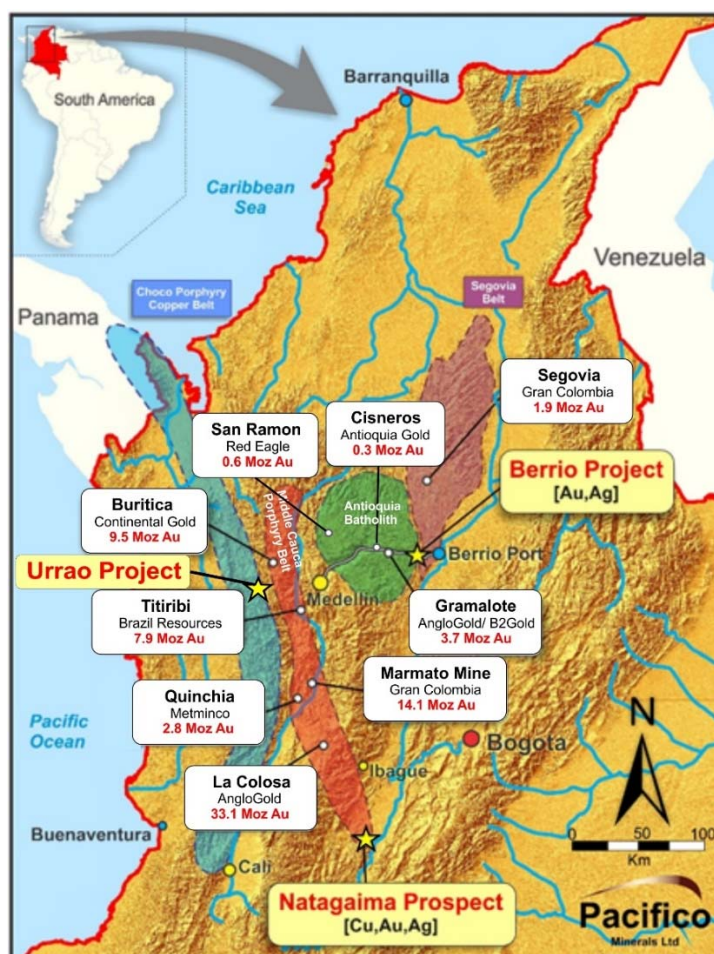 South America
Barranquilla
Caribbean
Sea
Venezuela
Panama
Choco Porphyry
Copper Belt
Segovia
Belt
Segovia
Gran Colombia
1.9 Moz Au
San Ramon
Red Eagle
0.6 Moz Au
Cisneros
Antioquia Gold
0.3 Moz Au
Berrio Project
[Au,Ag]
Buritica
Continental Gold
9.5 Moz Au
Middle Cauca
Porphyry Belt
Antioquia
Batholith
Berrio Port
Urrao Project
Medellin
Titiribi
Brazil Resources
7.9 Moz Au
Gramalote
AngloGold/ B2Gold
3.7 Moz Au
Marmato Mine
Gran Colombia
14.1 Moz Au
Quinchia
Metminco
2.8 Moz Au
Pacific
Ocean
Bogota
N
Ibague
La Colosa
AngloGold
33.1 Moz Au
Buenaventura
0 50 100
Km
Cali
Natagaima Prospect
[Cu,Au,Ag]
Pacifico
Minerals Ltd